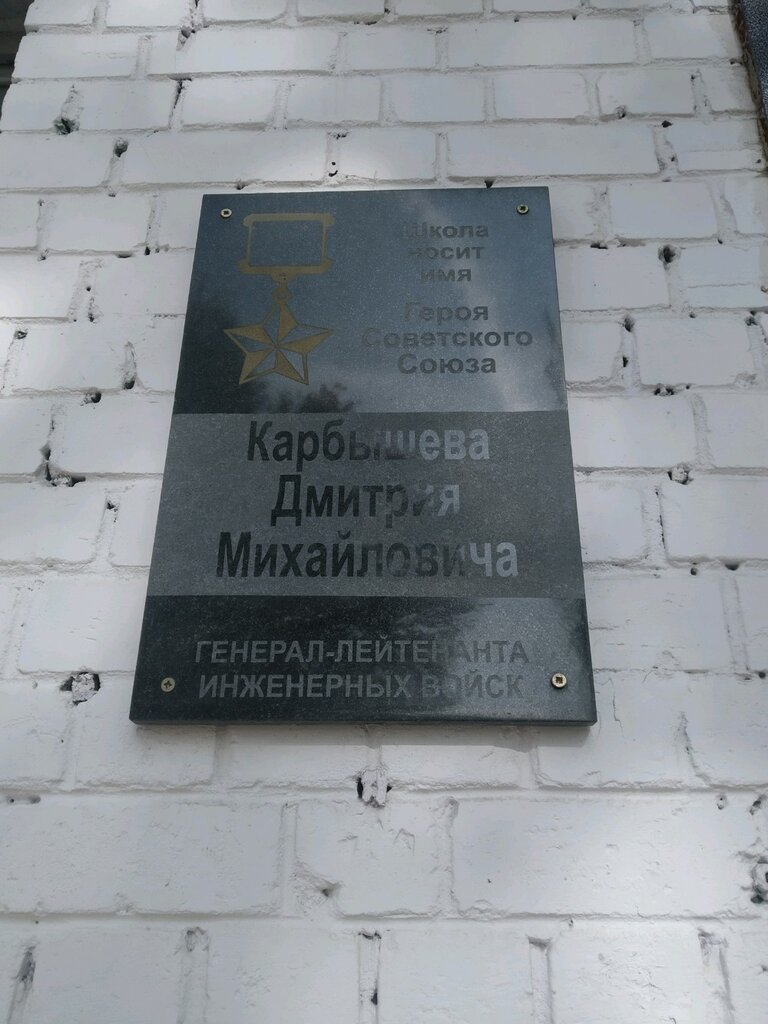 Школа
носит
имя
Героя
Советского
Союза
Карбышева
Дмитрия
Михайловича
ГЕНЕРАЛ-ЛЕЙТЕНАНТА
ИНЖЕНЕРНЫХ ВОЙСК